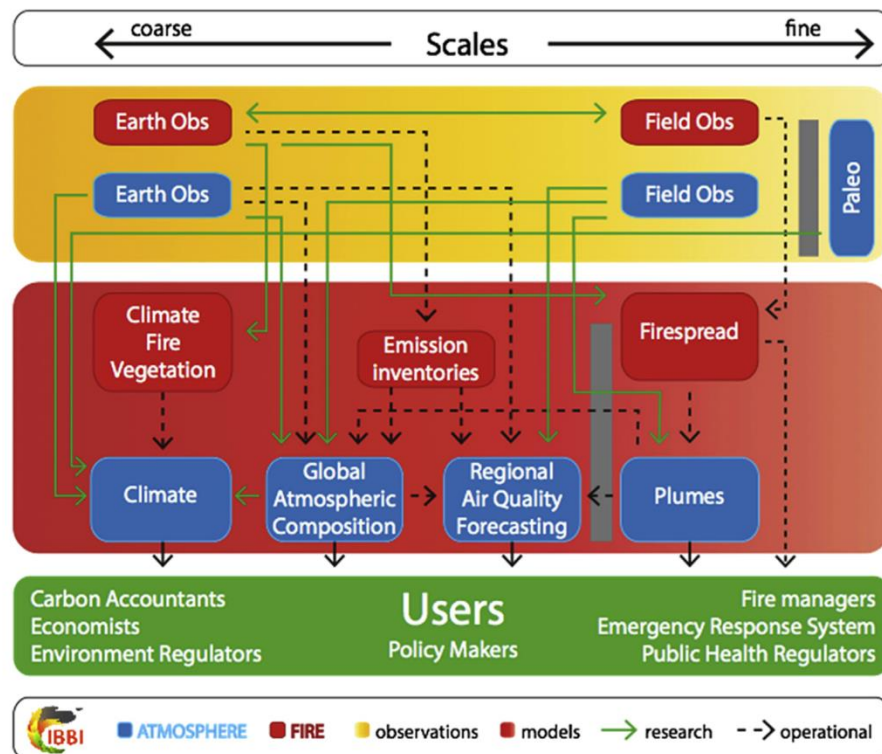 coarse
Scales
fine
Earth Obs
Field Obs
Earth Obs
Field Obs
Paleo
Climate
Fire
Vegetation
Emission
inventories
Firespread
Climate
Global
Atmospheric
Composition
Regional
Air Quality
Forecasting
Plumes
Carbon Accountants
Economists
Environment Regulators
Users
Policy Makers
Fire managers
Emergency Response System
Public Health Regulators
IBBI
ATMOSPHERE
FIRE
observations
models
research
operational